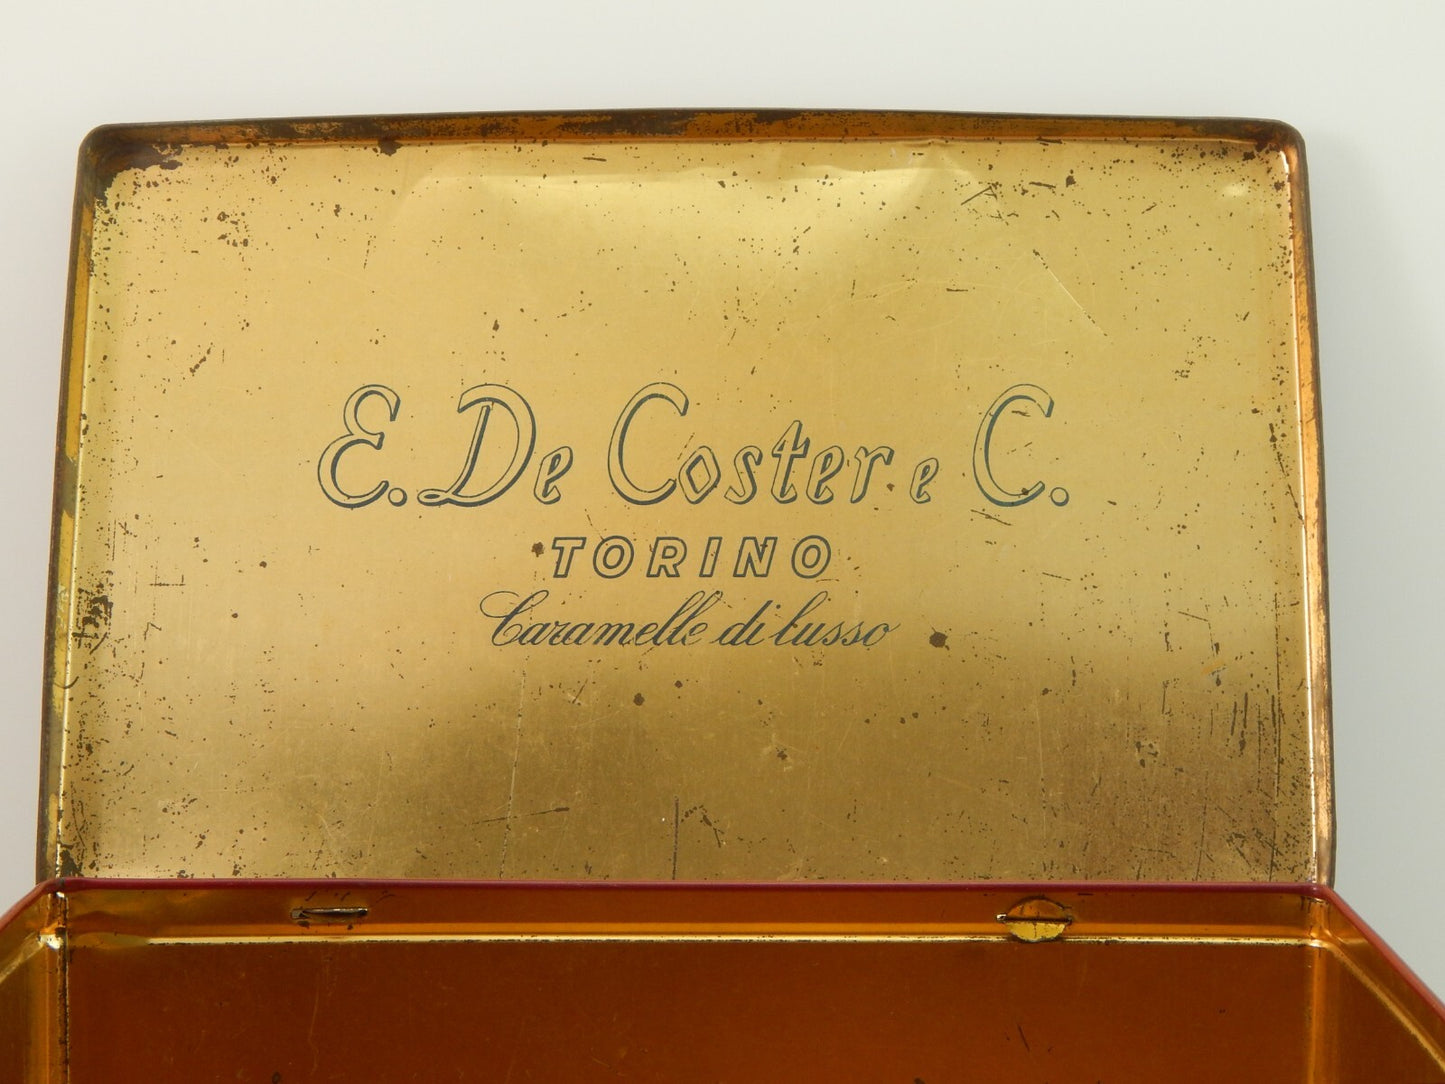 E. De Coster e C.
TORINO
Caramelle di lusso